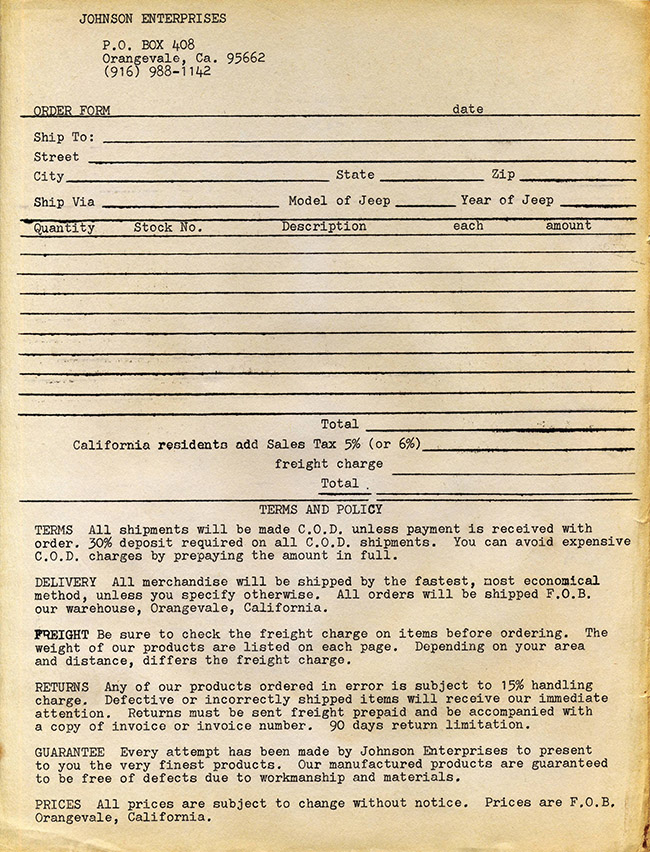 JOHNSON ENTERPRISES
P.O. BOX 408
Orangevale, Ca. 95662
(916) 988-1142
ORDER FORM date
Ship To:
Street
City State Zip
Ship Via Model of Jeep Year of Jeep
Quantity Stock No. Description each amount
Total
California residents add Sales Tax 5% (or 6%)
freight charge
Total
TERMS AND POLICY
TERMS All shipments will be made C.O.D. unless payment is received with
order. 30% deposit required on all C.O.D. shipments. You can avoid expensive
C.O.D. charges by prepaying the amount in full.
DELIVERY All merchandise will be shipped by the fastest, most economical
method, unless you specify otherwise. All orders will be shipped F.O.B.
our warehouse, Orangevale, California.
FREIGHT Be sure to check the freight charge on items before ordering. The
weight of our products are listed on each page. Depending on your area
and distance, differs the freight charge.
RETURNS Any of our products ordered in error is subject to 15% handling
charge. Defective or incorrectly shipped items will receive our immediate
attention. Returns must be sent freight prepaid and be accompanied with
a copy of invoice or invoice number. 90 days return limitation.
GUARANTEE Every attempt has been made by Johnson Enterprises to present
to you the very finest products. Our manufactured products are guaranteed
to be free of defects due to workmanship and materials.
PRICES All prices are subject to change without notice. Prices are F.O.B.
Orangevale, California.